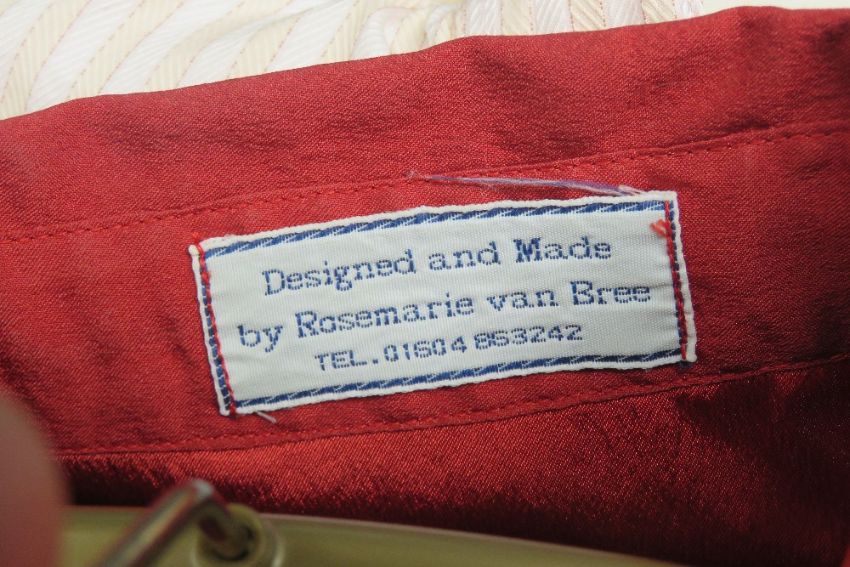 Designed and Made
by Rosemarie van Bree
TEL. 01604 863242